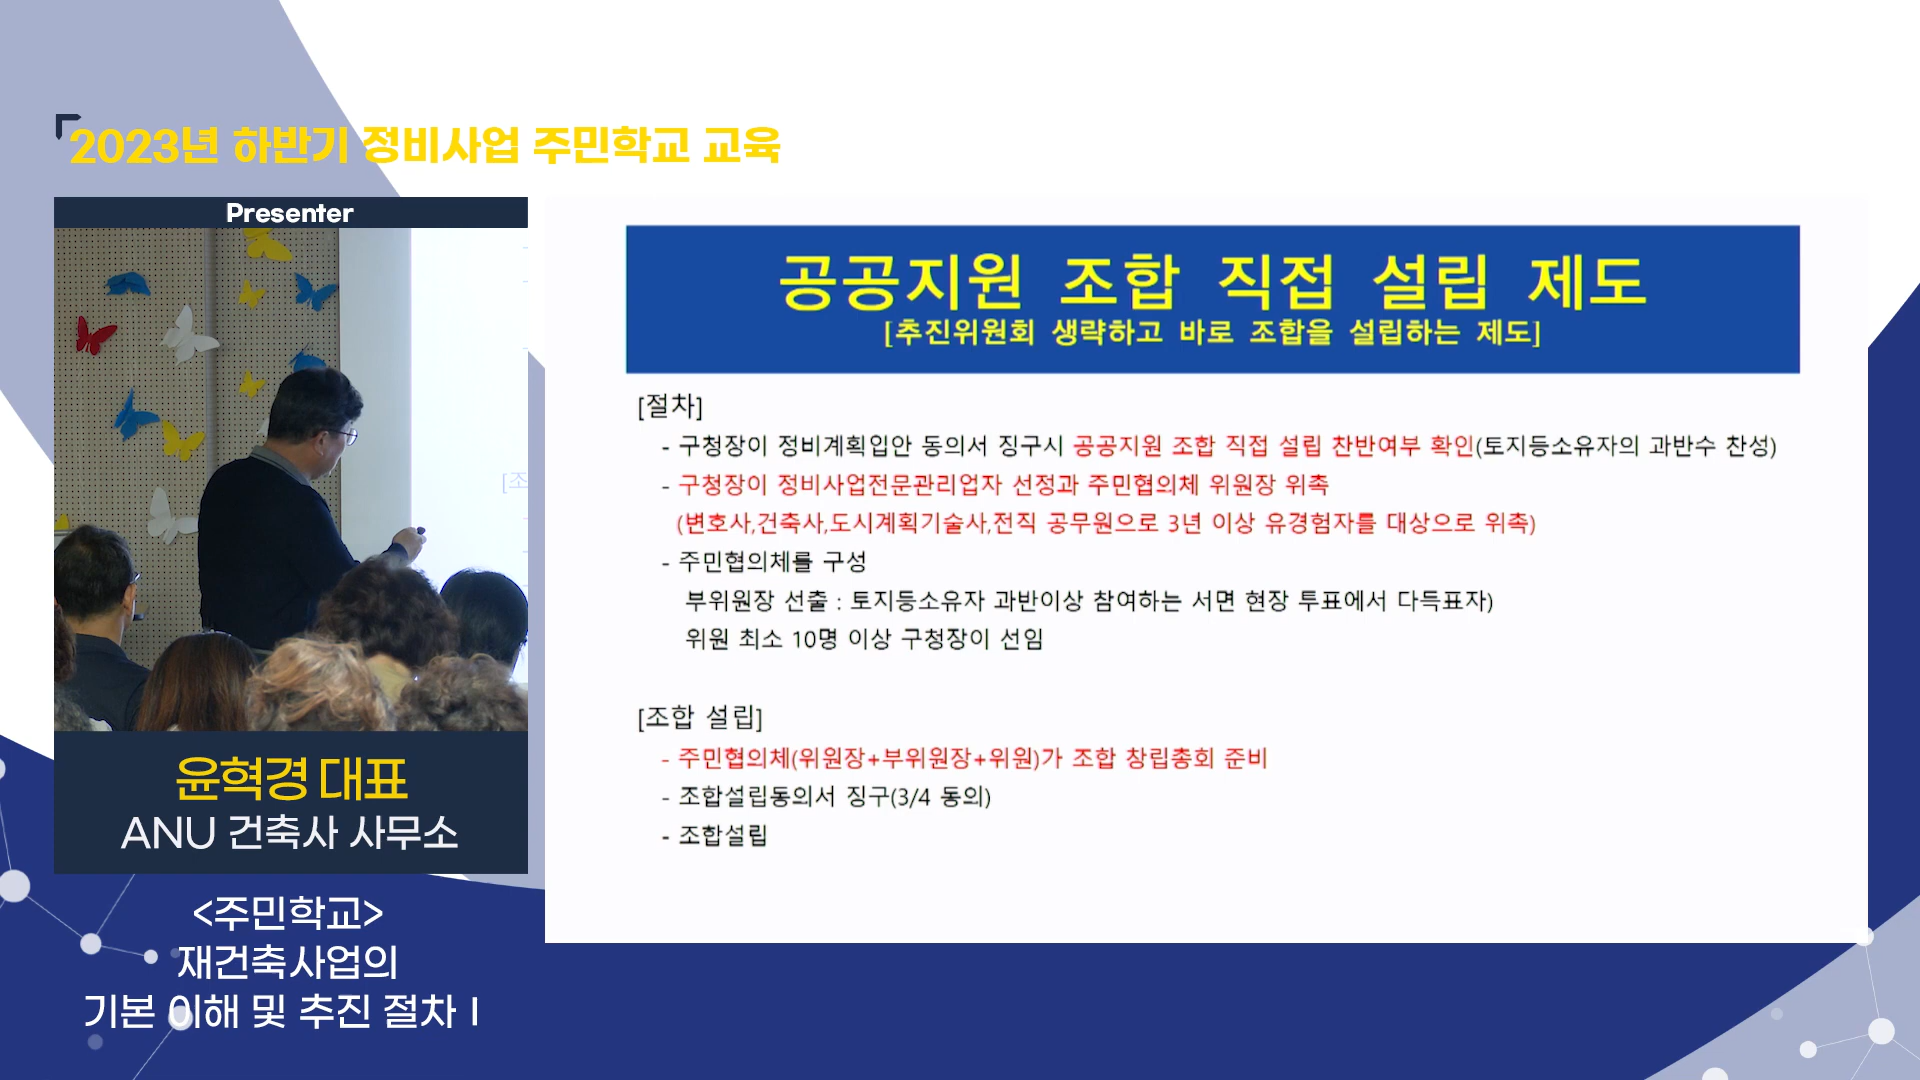 2023년 하반기 정비사업 주민학교 교육
Presenter
[조
윤혁경 대표
ANU 건축사 사무소
<주민학교>
재건축사업의
기본 이해 및 추진 절차 I
공공지원 조합 직접 설립 제도
[추진위원회 생략하고 바로 조합을 설립하는 제도]
[절차]
- 구청장이 정비계획입안 동의서 징구시 공공지원 조합 직접 설립 찬반여부 확인(토지등소유자의 과반수 찬성)
- 구청장이 정비사업전문관리업자 선정과 주민협의체 위원장 위촉
(변호사,건축사,도시계획기술사,전직 공무원으로 3년 이상 유경험자를 대상으로 위촉)
- 주민협의체를 구성
부위원장 선출 : 토지등소유자 과반이상 참여하는 서면 현장 투표에서 다득표자)
위원 최소 10명 이상 구청장이 선임
[조합 설립]
- 주민협의체(위원장+부위원장+위원)가 조합 창립총회 준비
- 조합설립동의서 징구(3/4 동의)
- 조합설립